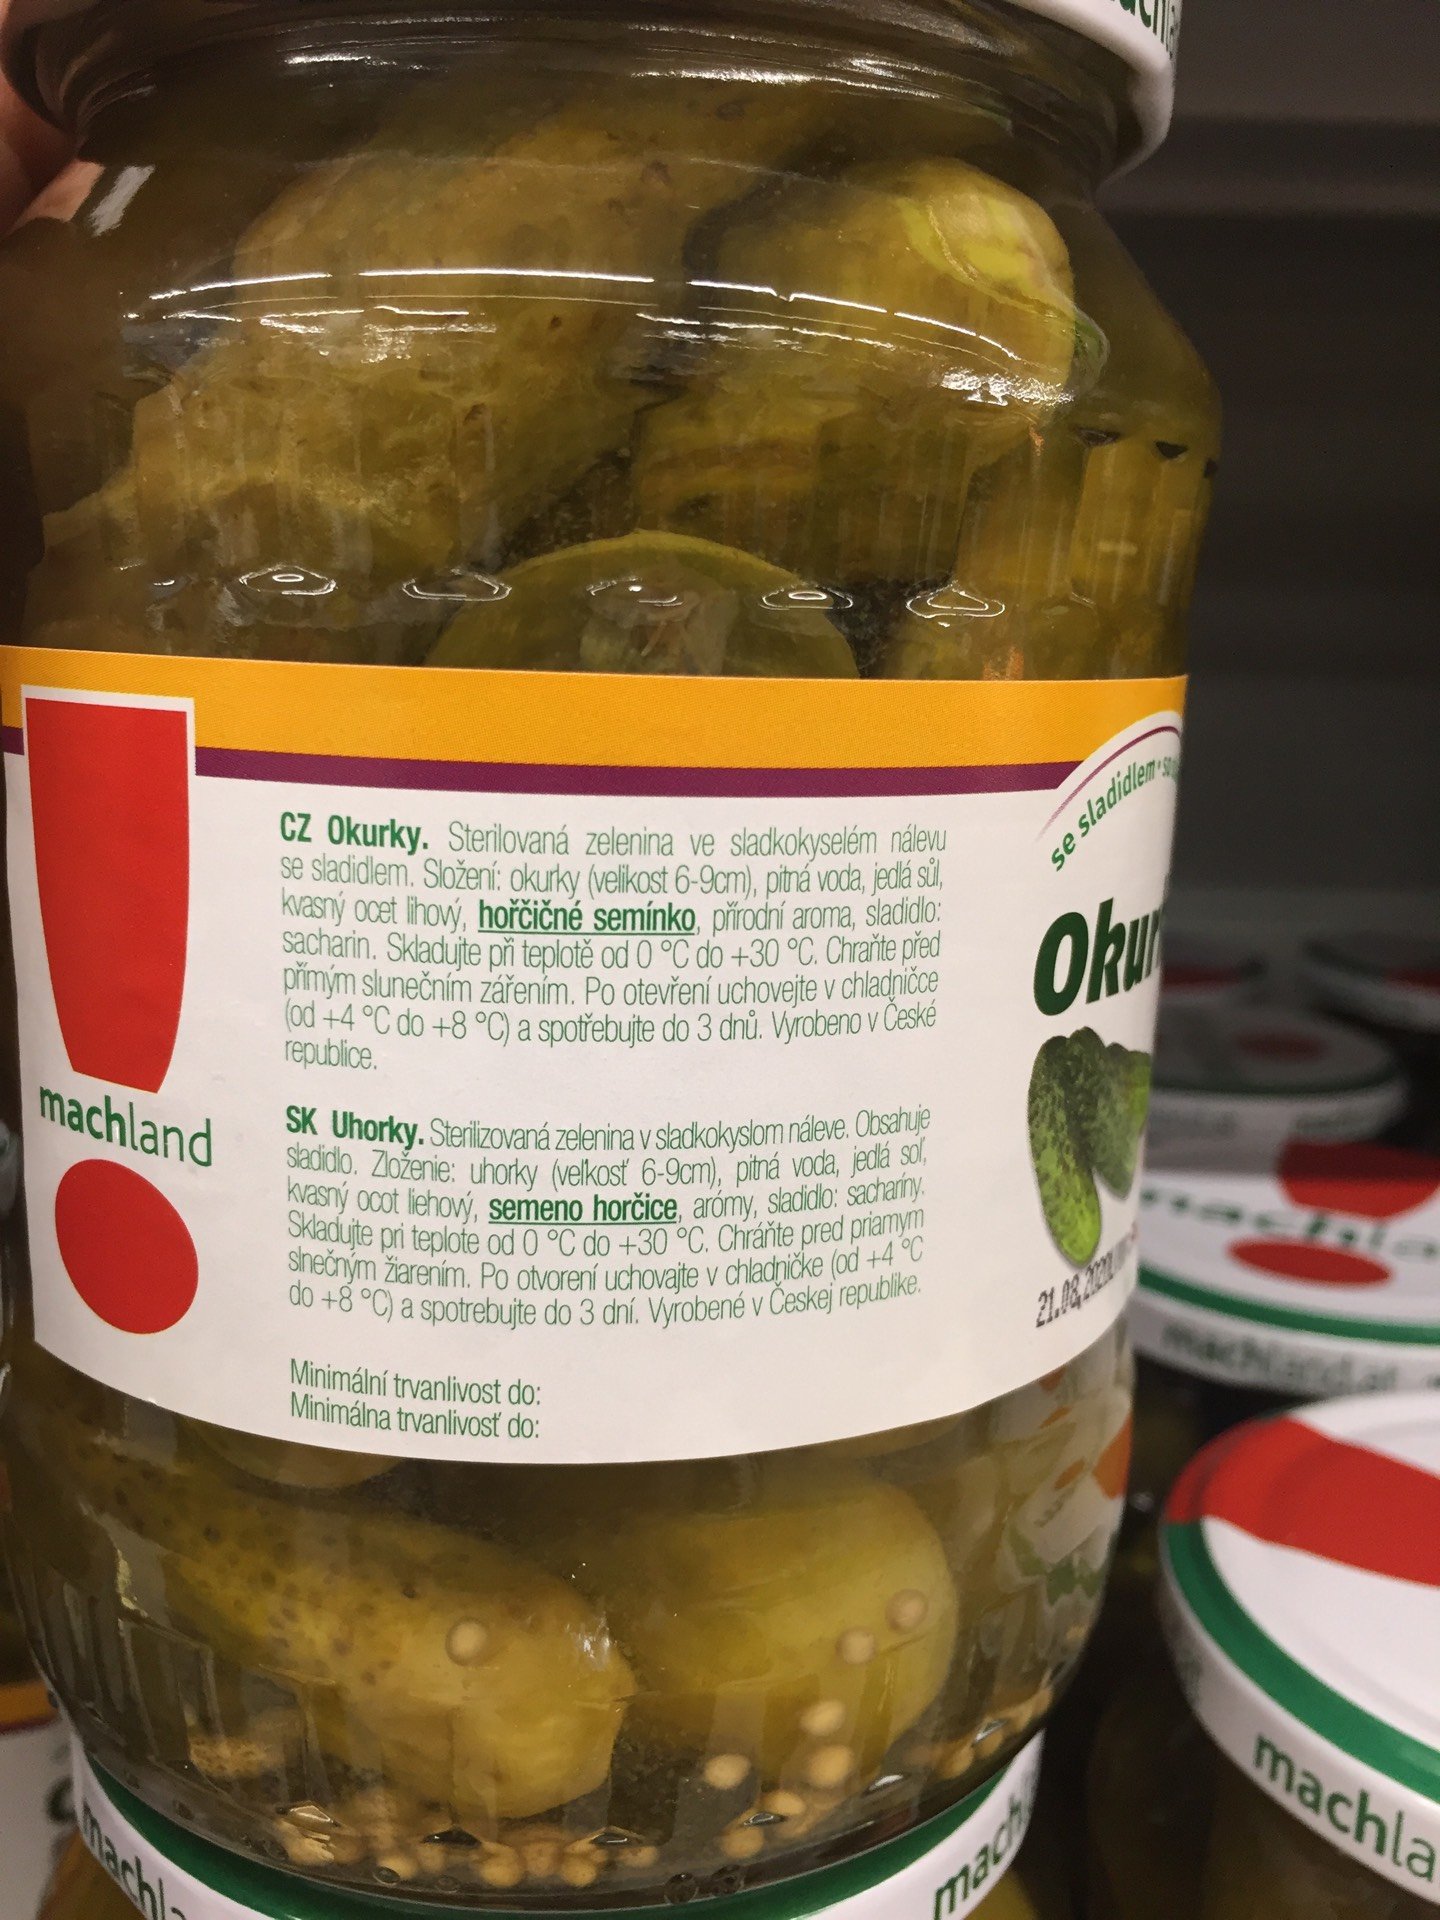 se sladidlem
machland
CZ Okurky. Sterilovaná zelenina ve sladkokyselém nálevu
se sladidlem. Složení: okurky (velikost 6-9cm), pitná voda, jedlá sůl,
kvasný ocet lihový, hořčičné semínko, přírodní aroma, sladidlo:
sacharin. Skladujte při teplotě od 0 °C do +30 °C. Chraňte před
přímým slunečním zářením. Po otevření uchovejte v chladničce
(od +4 °C do +8 °C) a spotřebujte do 3 dnů. Vyrobeno v České
republice.
SK Uhorky. Sterilizovaná zelenina v sladkokyslom náleve. Obsahuje
sladidlo. Zloženie: uhorky (veľkosť 6-9cm), pitná voda, jedlá soľ,
kvasný ocot liehový, semeno horčice, arómy, sladidlo: sacharíny.
Skladujte pri teplote od 0 °C do +30 °C. Chráňte pred priamym
slnečným žiarením. Po otvorení uchovajte v chladničke (od +4 °C
do +8 °C) a spotrebujte do 3 dní. Vyrobené v Českej republike.
Minimální trvanlivost do:
Minimálna trvanlivosť do:
Okur
21.08.2020
machland.at